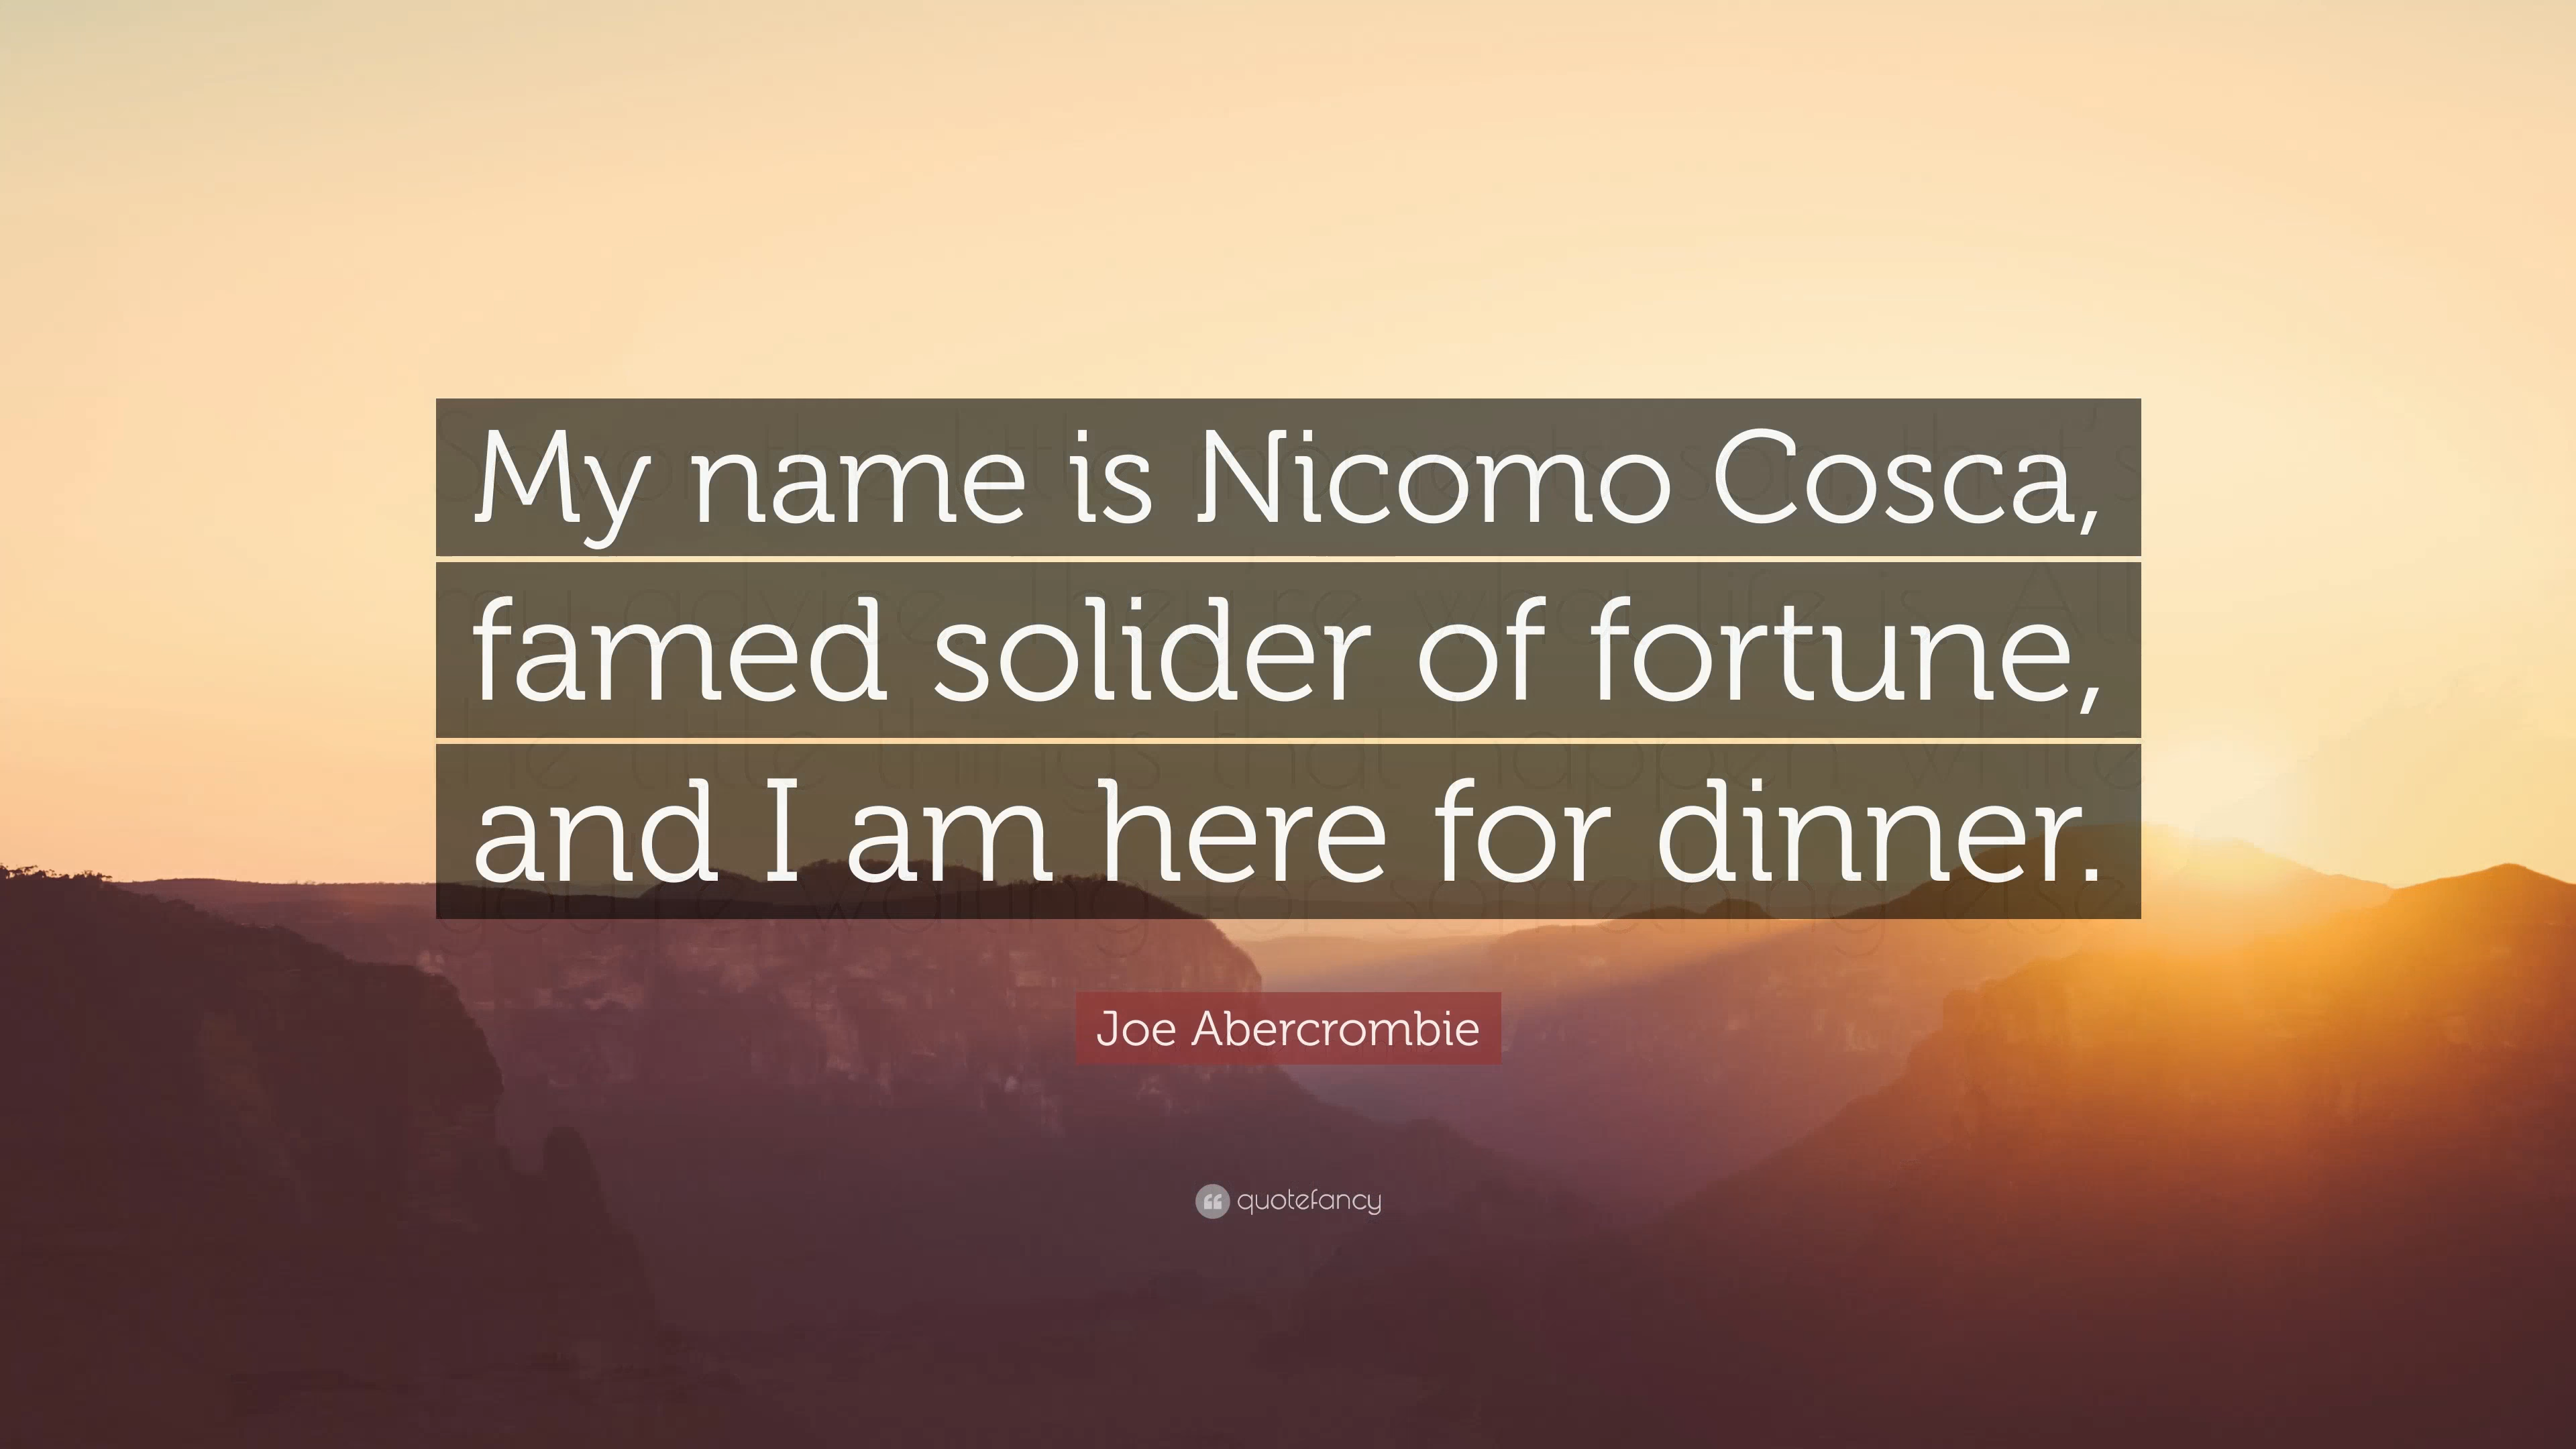 My name is Nicomo Cosca,
famed solider of fortune,
and I am here for dinner.
Joe Abercrombie
quotefancy